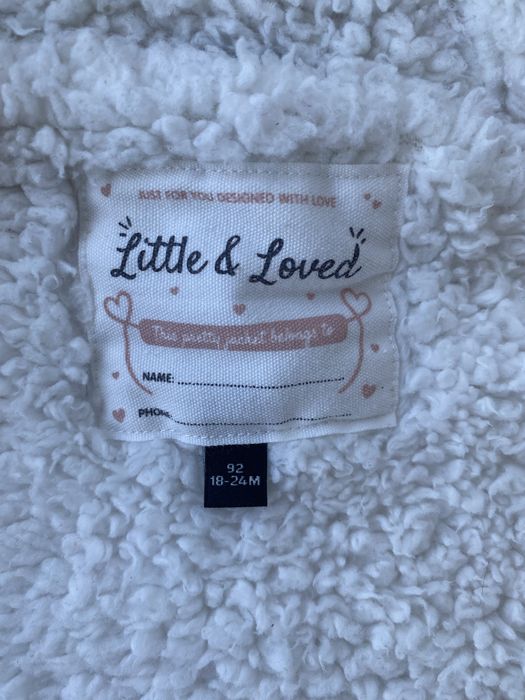 JUST FOR YOU DESIGNED WITH LOVE
Little & Loved
This pretty jacket belongs to
NAME:
PHONE:
92
18-24M